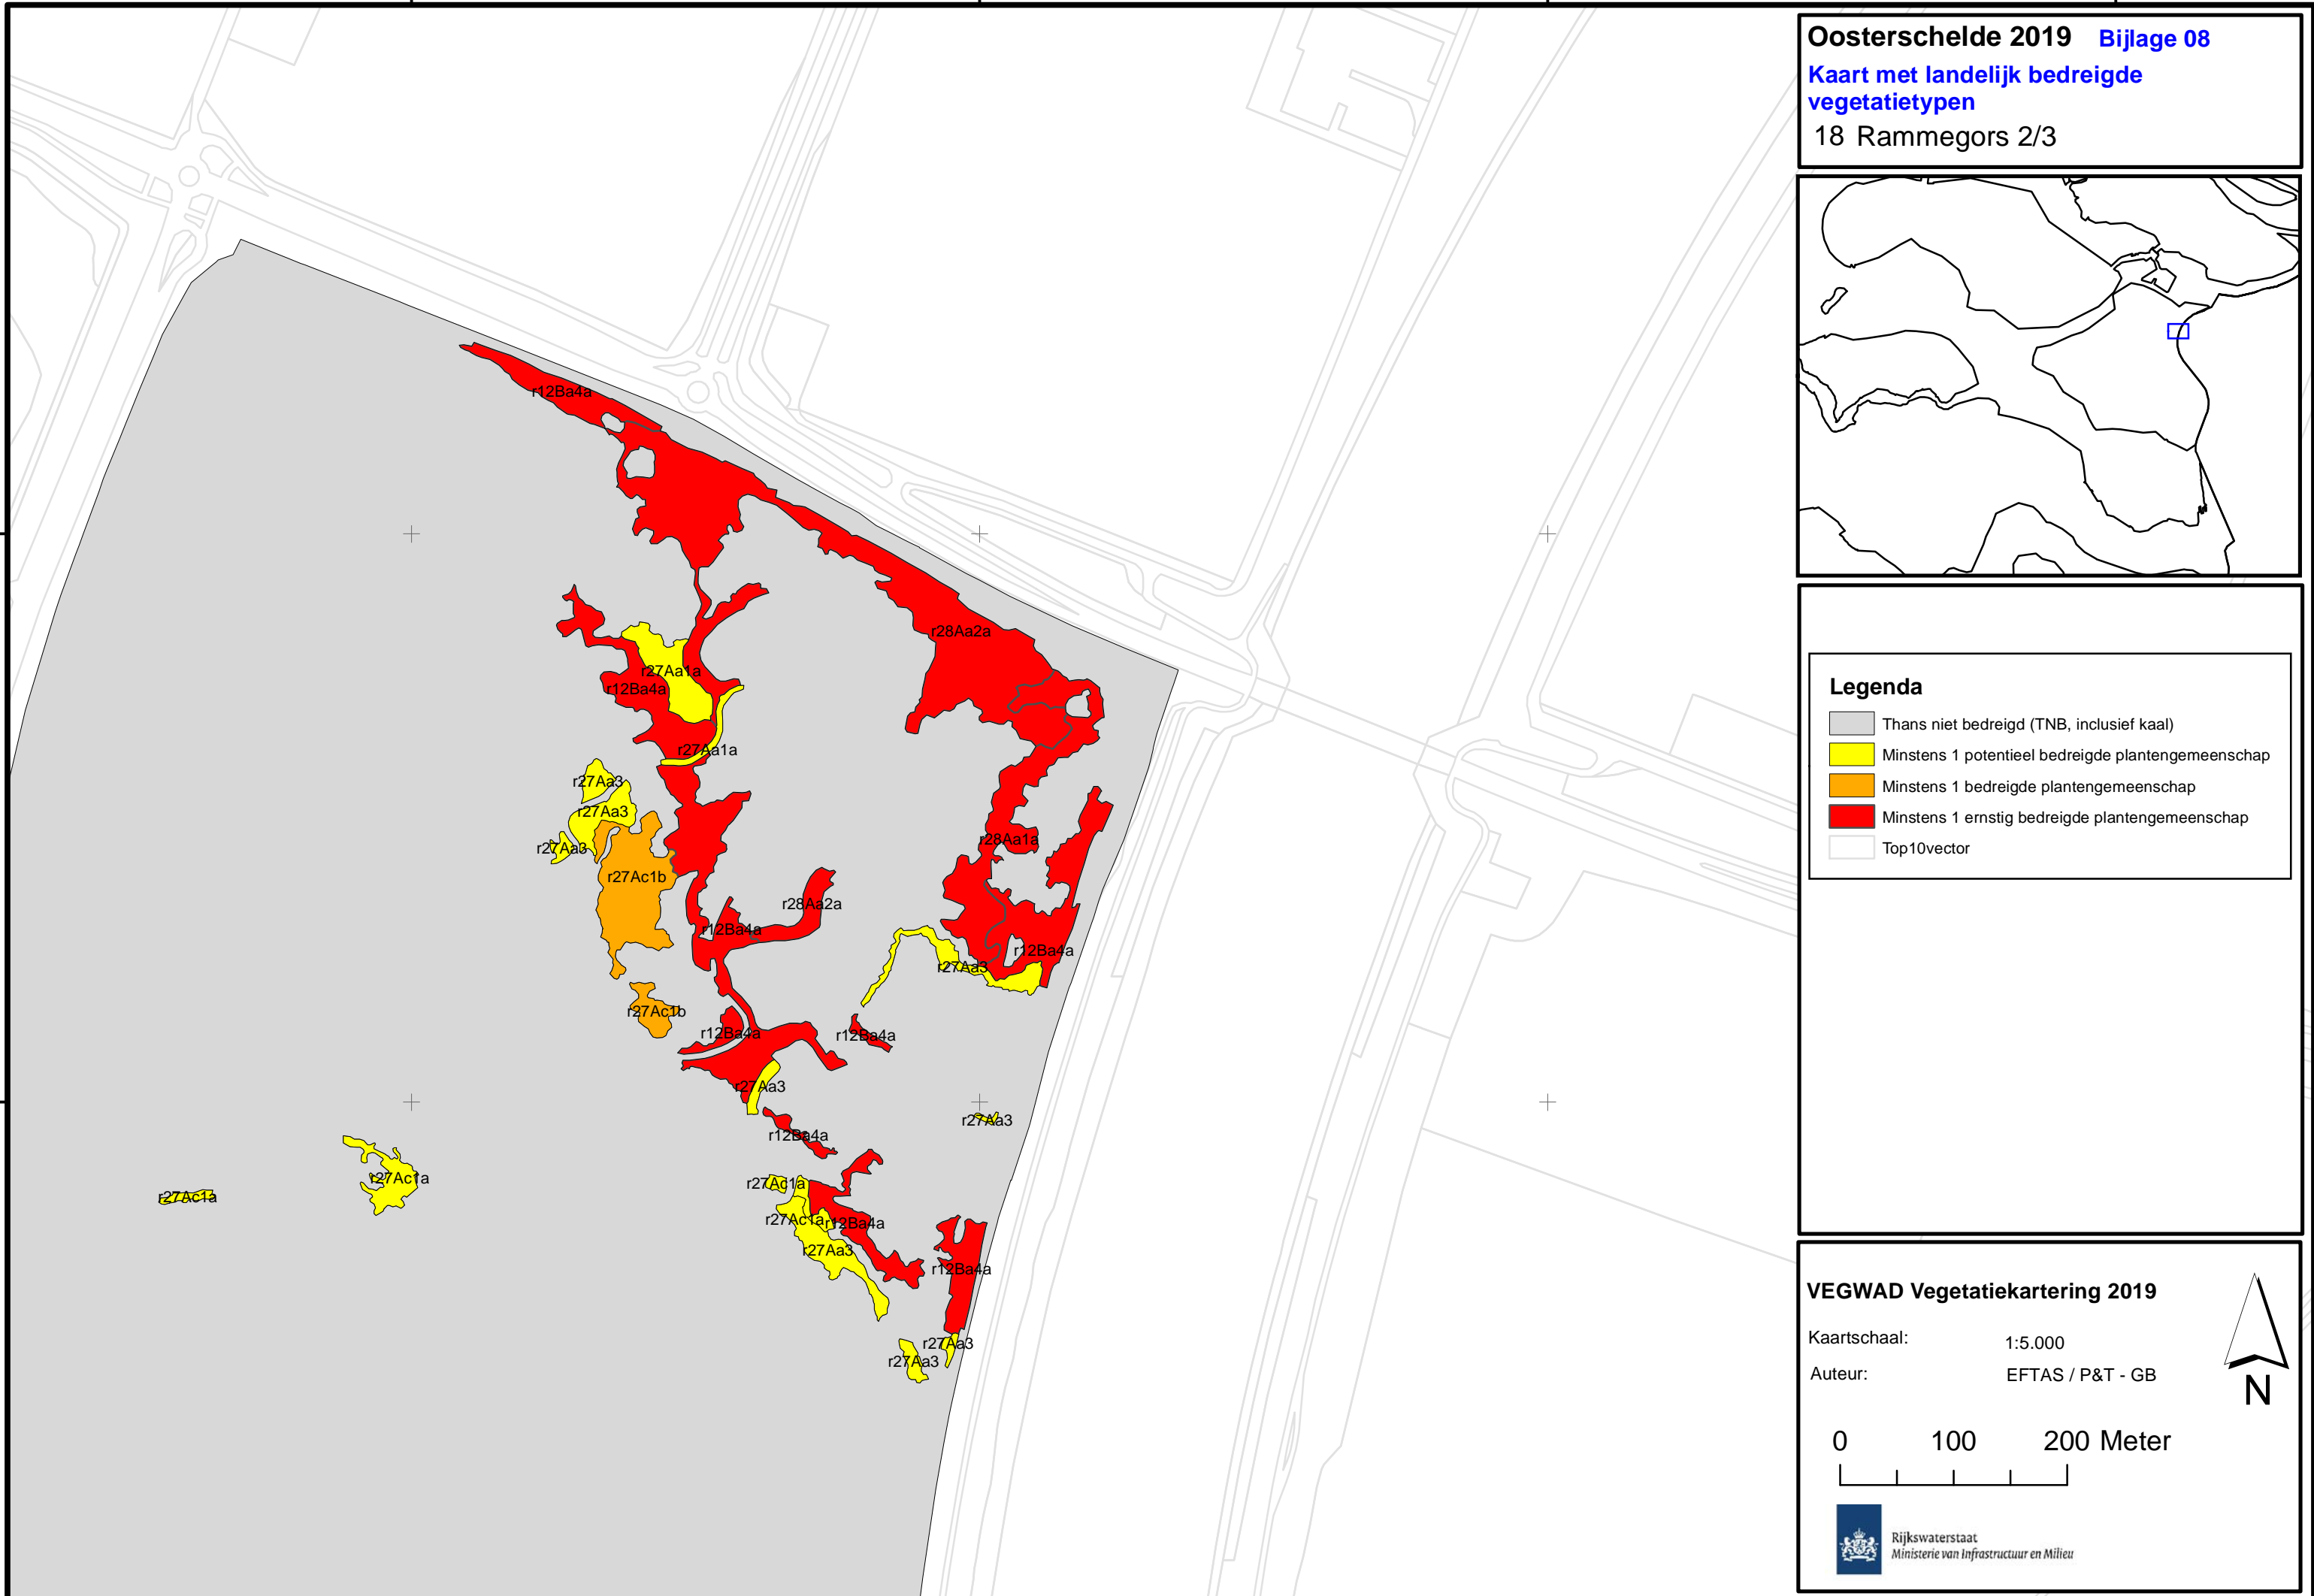 Oosterschelde 2019 Bijlage 08
Kaart met landelijk bedreigde
vegetatietypen
18 Rammegors 2/3
Legenda
Thans niet bedreigd (TNB, inclusief kaal)
Minstens 1 potentieel bedreigde plantengemeenschap
Minstens 1 bedreigde plantengemeenschap
Minstens 1 ernstig bedreigde plantengemeenschap
Top10vector
VEGWAD Vegetatiekartering 2019
Kaartschaal: 1:5.000
Auteur: EFTAS / P&T - GB
N
0 100 200 Meter
Rijkswaterstaat
Ministerie van Infrastructuur en Milieu
r12Ba4a
r28Aa2a
r27Aa1a
r12Ba4a
r27Aa1a
r27Aa3
r27Aa3
r28Aa1a
r27Aa3
r27Ac1b
r28Aa2a
r12Ba4a
r12Ba4a
r27Aa3
r27Ac1b
r12Ba4a
r12Ba4a
r27Aa3
r27Aa3
r12Ba4a
r27Ac1a
r27Ac1a
r27Ac1a
r27Ac1a
r12Ba4a
r27Aa3
r12Ba4a
r27Aa3
r27Aa3